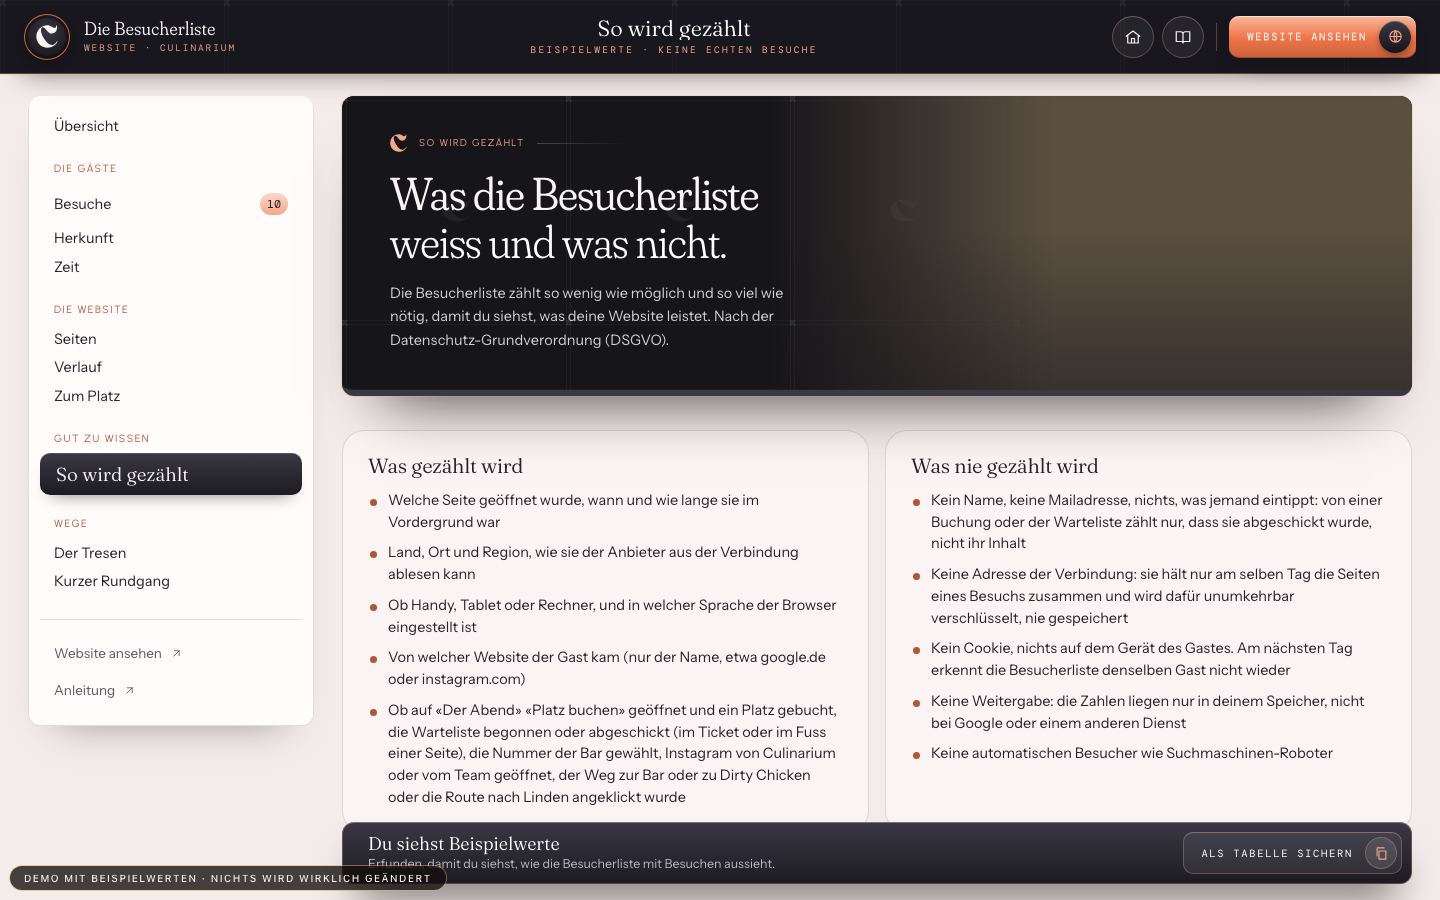 Die Besucherliste
WEBSITE · CULINARIUM
So wird gezählt
BEISPIELWERTE · KEINE ECHTEN BESUCHE
WEBSITE ANSEHEN
Übersicht
DIE GÄSTE
Besuche
10
Herkunft
Zeit
DIE WEBSITE
Seiten
Verlauf
Zum Platz
GUT ZU WISSEN
So wird gezählt
WEGE
Der Tresen
Kurzer Rundgang
Website ansehen
Anleitung
SO WIRD GEZÄHLT
Was die Besucherliste
weiss und was nicht.
Die Besucherliste zählt so wenig wie möglich und so viel wie
nötig, damit du siehst, was deine Website leistet. Nach der
Datenschutz-Grundverordnung (DSGVO).
Was gezählt wird
Welche Seite geöffnet wurde, wann und wie lange sie im
Vordergrund war
Land, Ort und Region, wie sie der Anbieter aus der Verbindung
ablesen kann
Ob Handy, Tablet oder Rechner, und in welcher Sprache der Browser
eingestellt ist
Von welcher Website der Gast kam (nur der Name, etwa google.de
oder instagram.com)
Ob auf «Der Abend» «Platz buchen» geöffnet und ein Platz gebucht,
die Warteliste begonnen oder abgeschickt (im Ticket oder im Fuss
einer Seite), die Nummer der Bar gewählt, Instagram von Culinarium
oder vom Team geöffnet, der Weg zur Bar oder zu Dirty Chicken
oder die Route nach Linden angeklickt wurde
Was nie gezählt wird
Kein Name, keine Mailadresse, nichts, was jemand eintippt: von einer
Buchung oder der Warteliste zählt nur, dass sie abgeschickt wurde,
nicht ihr Inhalt
Keine Adresse der Verbindung: sie hält nur am selben Tag die Seiten
eines Besuchs zusammen und wird dafür unumkehrbar
verschlüsselt, nie gespeichert
Kein Cookie, nichts auf dem Gerät des Gastes. Am nächsten Tag
erkennt die Besucherliste denselben Gast nicht wieder
Keine Weitergabe: die Zahlen liegen nur in deinem Speicher, nicht
bei Google oder einem anderen Dienst
Keine automatischen Besucher wie Suchmaschinen-Roboter
Du siehst Beispielwerte
Erfunden, damit du siehst, wie die Besucherliste mit Besuchen aussieht.
ALS TABELLE SICHERN
DEMO MIT BEISPIELWERTEN · NICHTS WIRD WIRKLICH GEÄNDERT